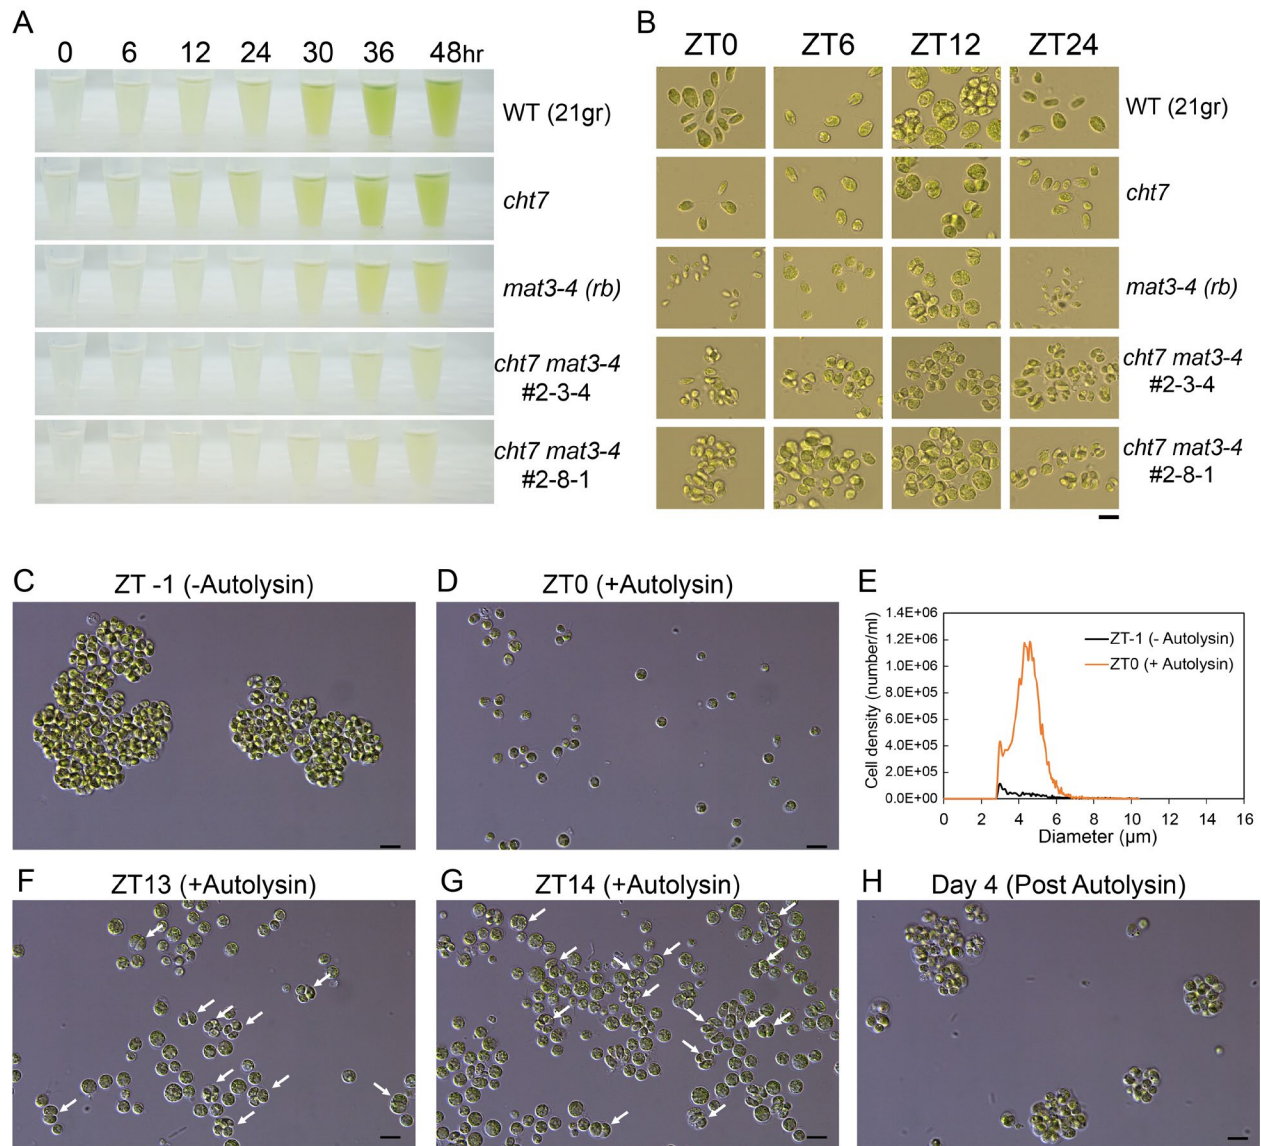 A
0 6 12 24 30 36 48hr
WT (21gr)
cht7
mat3-4 (rb)
cht7 mat3-4
#2-3-4
cht7 mat3-4
#2-8-1
B
ZT0 ZT6 ZT12 ZT24
WT (21gr)
cht7
mat3-4 (rb)
cht7 mat3-4
#2-3-4
cht7 mat3-4
#2-8-1
C ZT -1 (-Autolysin)
D ZT0 (+Autolysin)
E
Cell density (number/ml)
1.4E+06
1.2E+06
1.0E+06
8.0E+05
6.0E+05
4.0E+05
2.0E+05
0.0E+00
ZT-1 (- Autolysin)
ZT0 (+ Autolysin)
0 2 4 6 8 10 12 14 16
Diameter (µm)
F ZT13 (+Autolysin)
G ZT14 (+Autolysin)
H Day 4 (Post Autolysin)